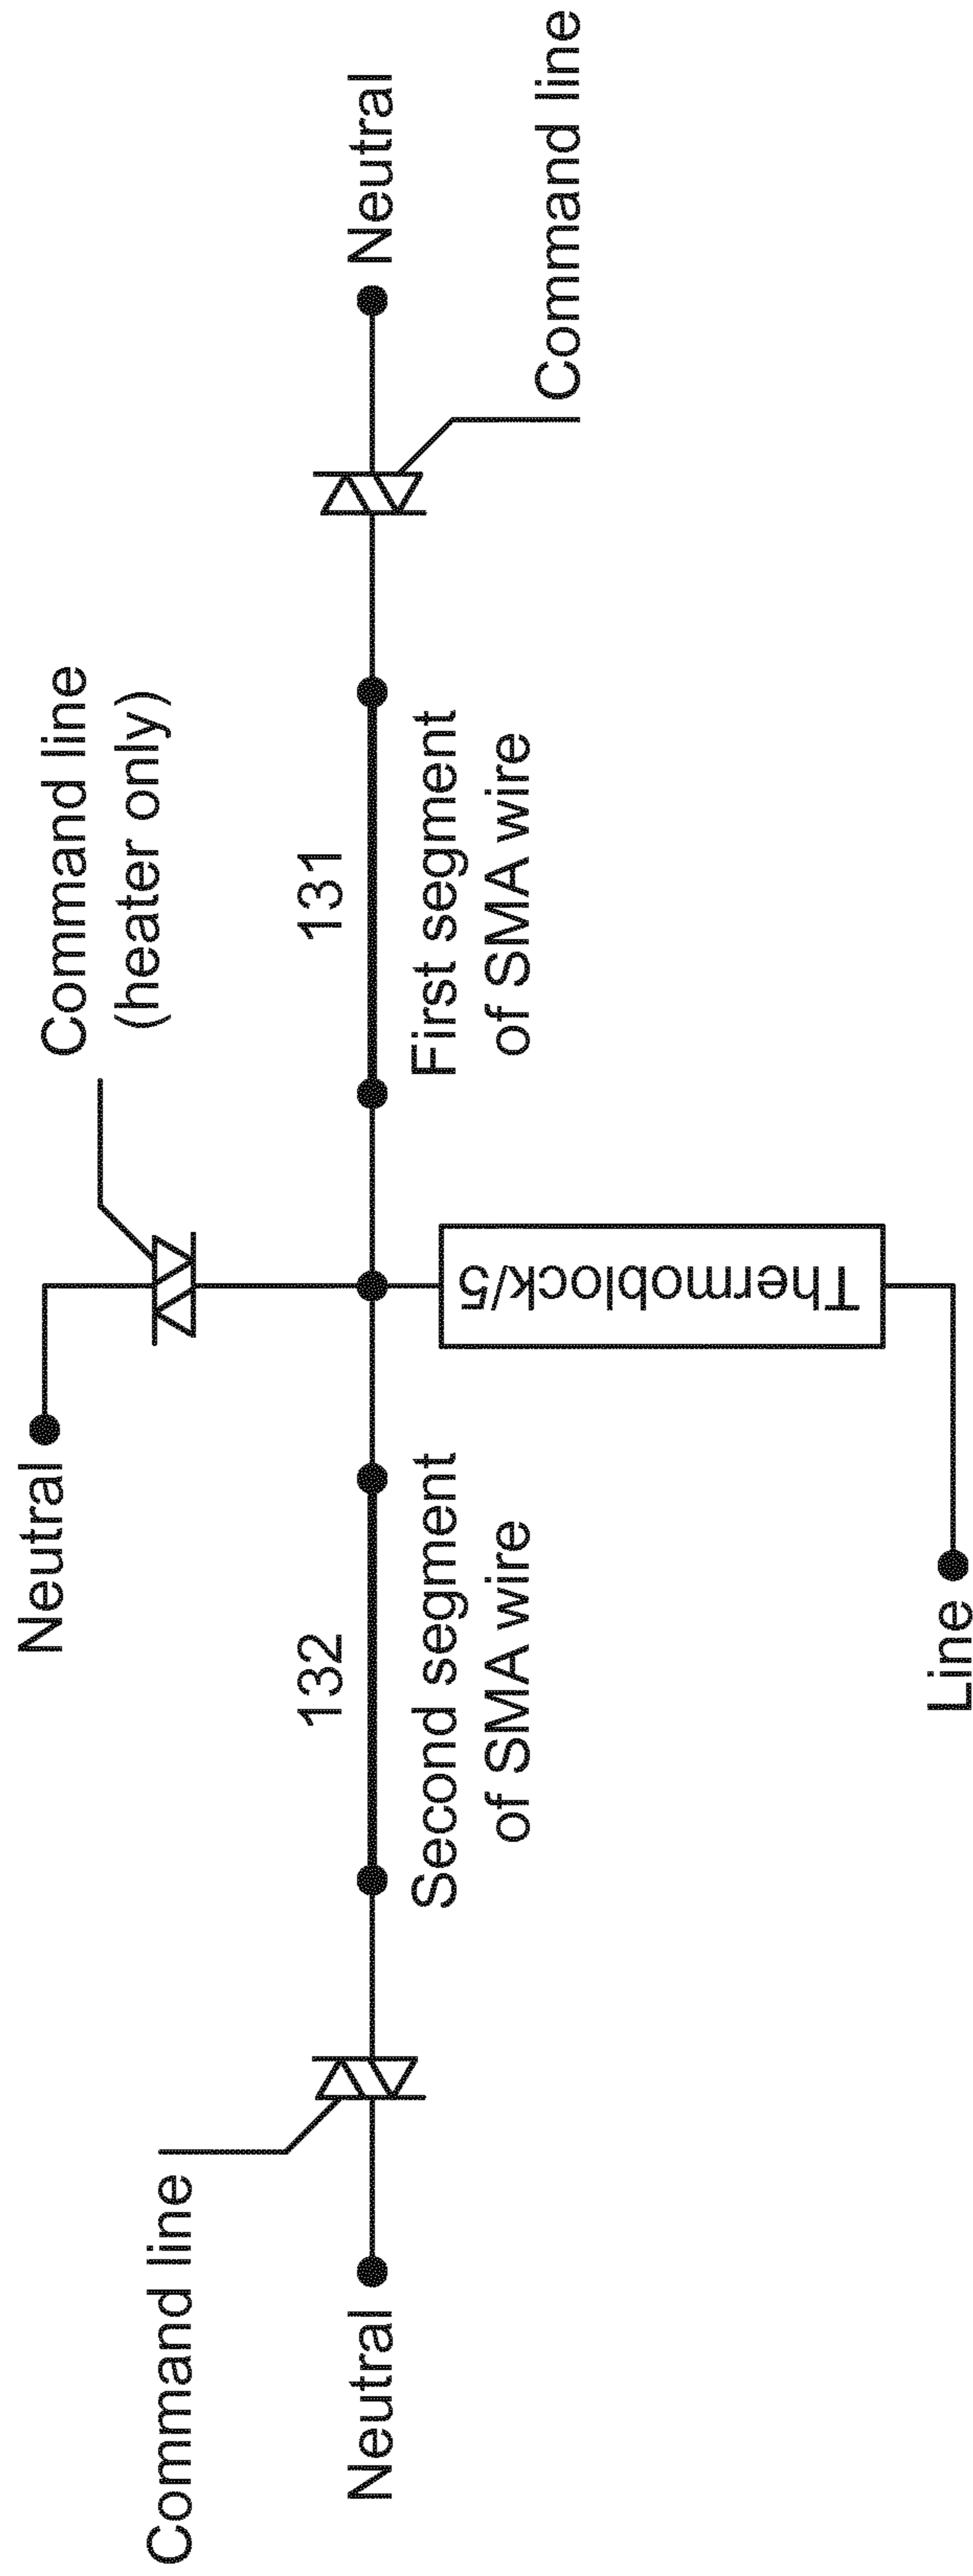 Command line
(heater only)
Neutral
Command line
132
131
Neutral
Neutral
Second segment
of SMA wire
First segment
of SMA wire
Command line
Thermoblock/5
Line